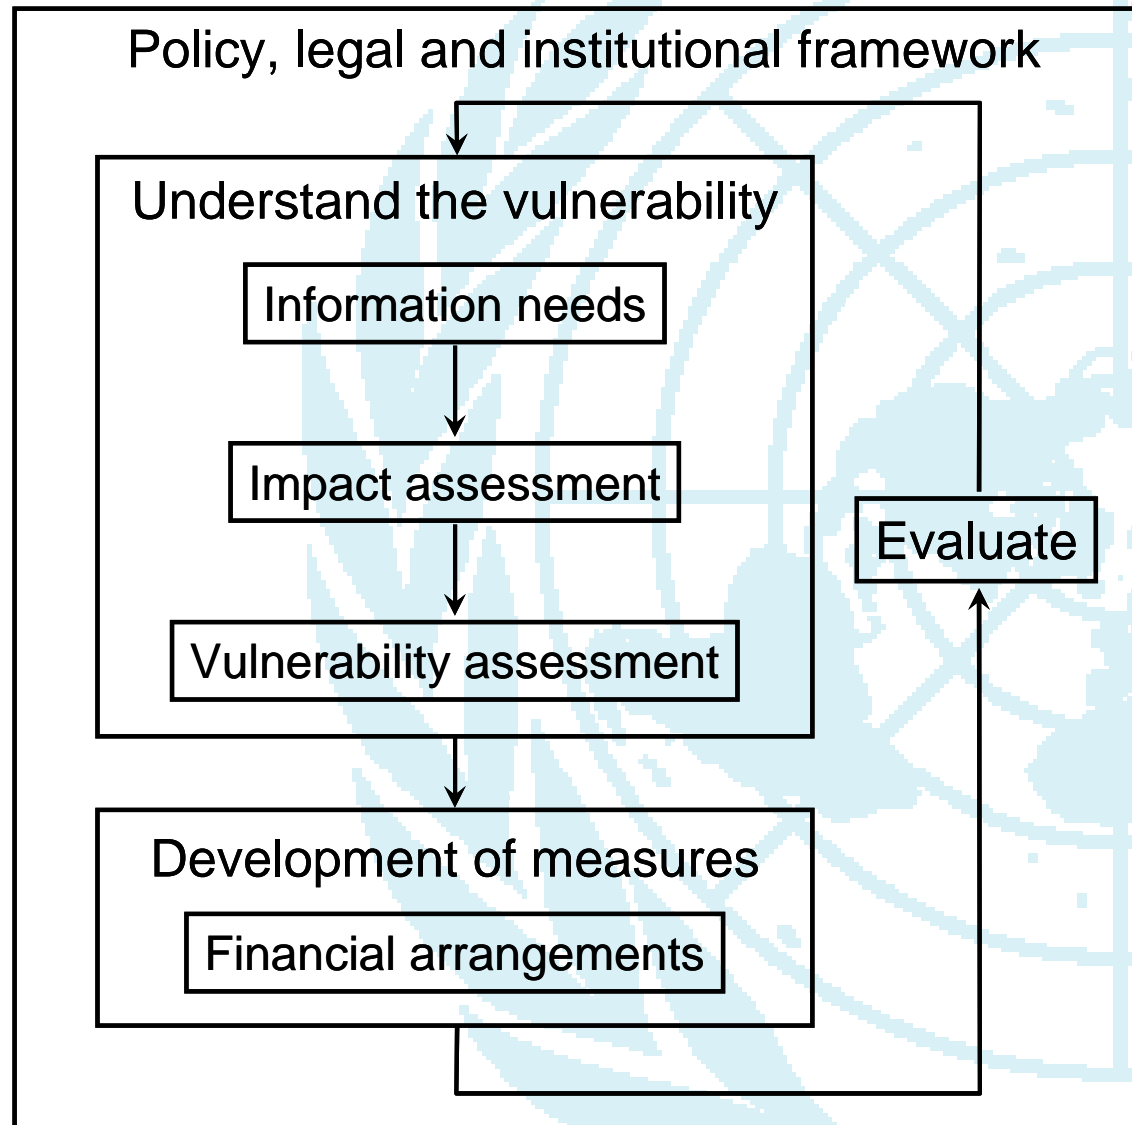 Policy, legal and institutional framework
Understand the vulnerability
Information needs
Impact assessment
Evaluate
Vulnerability assessment
Development of measures
Financial arrangements